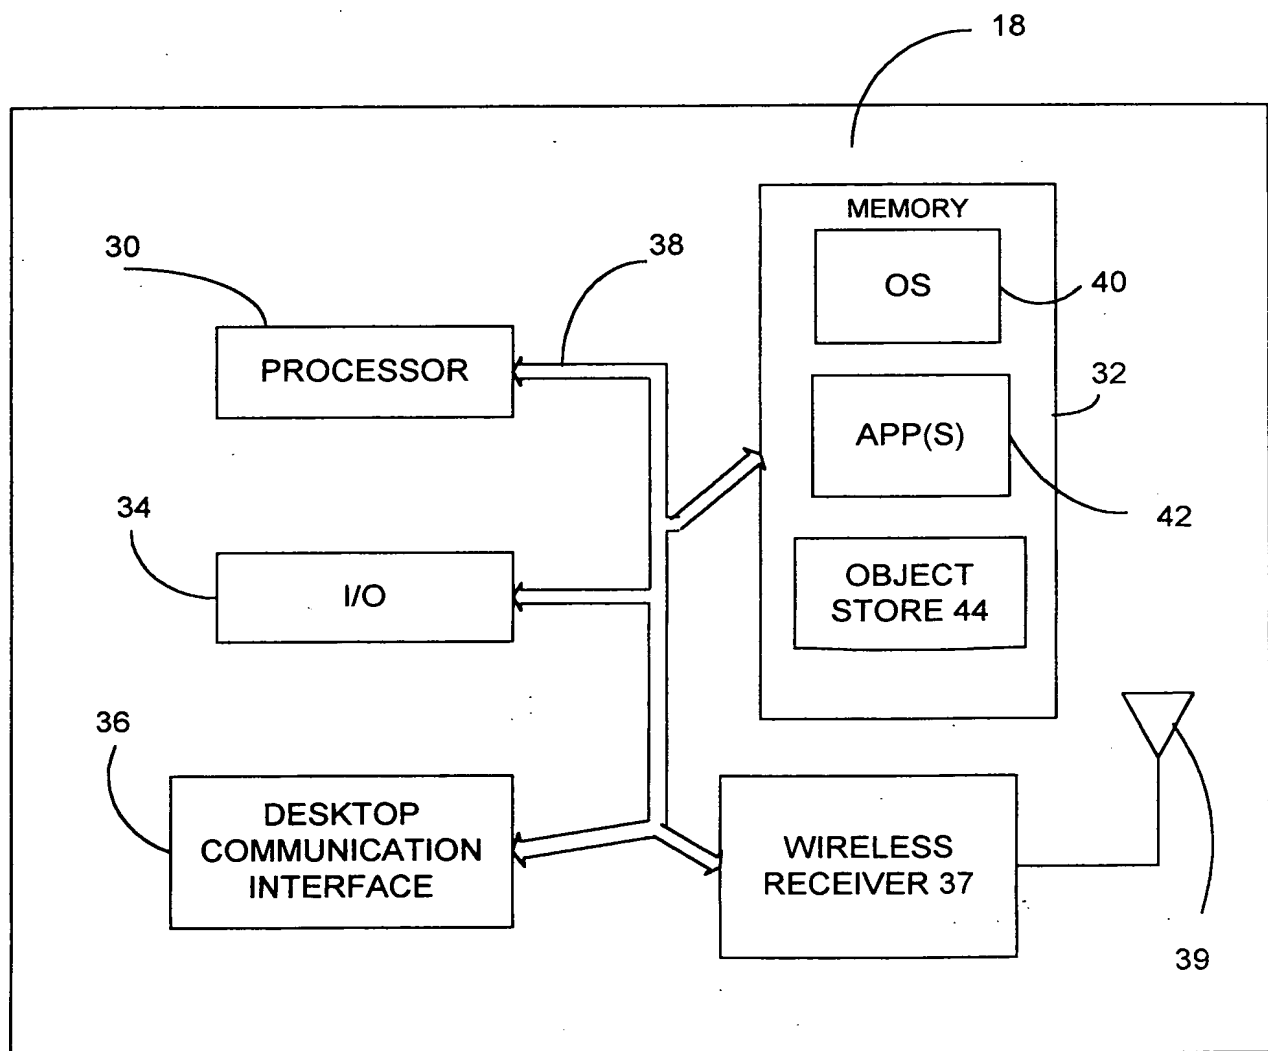 18
MEMORY
30
38
OS
40
PROCESSOR
32
APP(S)
34
42
I/O
OBJECT
STORE 44
36
DESKTOP
COMMUNICATION
INTERFACE
WIRELESS
RECEIVER 37
39